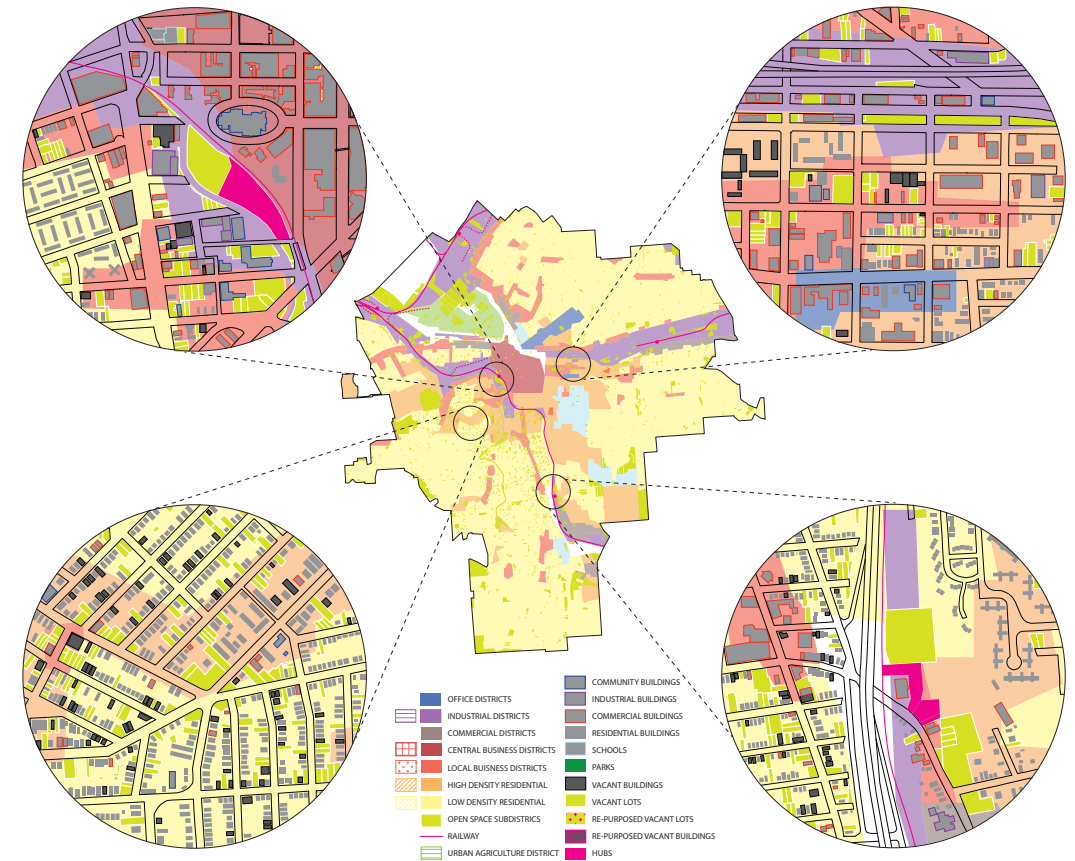 OFFICE DISTRICTS
INDUSTRIAL DISTRICTS
COMMERCIAL DISTRICTS
CENTRAL BUSINESS DISTRICTS
LOCAL BUISNESS DISTRICTS
HIGH DENSITY RESIDENTIAL
LOW DENSITY RESIDENTIAL
OPEN SPACE SUBDISTRICS
RAILWAY
URBAN AGRICULTURE DISTRICT
COMMUNITY BUILDINGS
INDUSTRIAL BUILDINGS
COMMERCIAL BUILDINGS
RESIDENTIAL BUILDINGS
SCHOOLS
PARKS
VACANT BUILDINGS
VACANT LOTS
RE-PURPOSED VACANT LOTS
RE-PURPOSED VACANT BUILDINGS
HUBS